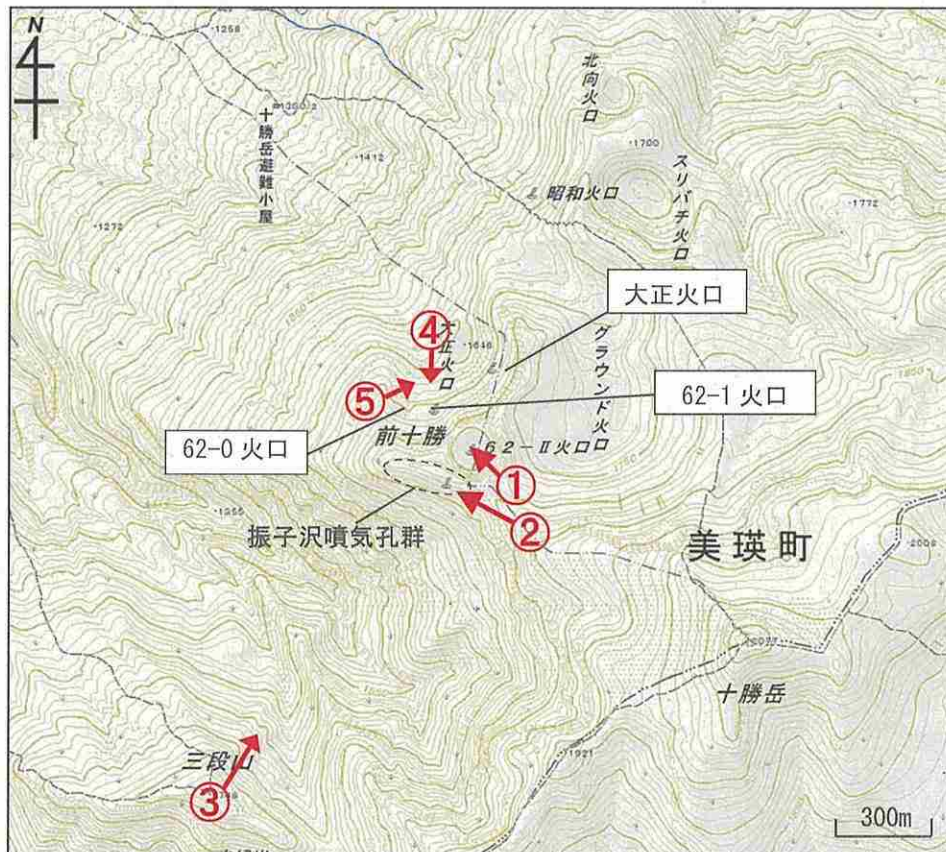 N
・1258
1300.2
十勝岳避難小屋
・1412
・1272
北向火口
・1700
スリバチ火口
・1772
昭和火口
大正火口
④
大正火口
・1646
グラウンド火口
⑤
62-1 火口
62-0 火口
前十勝
62-Ⅱ火口
①
②
振子沢噴気孔群
美瑛町
・1921
十勝岳
三段山
③
300m